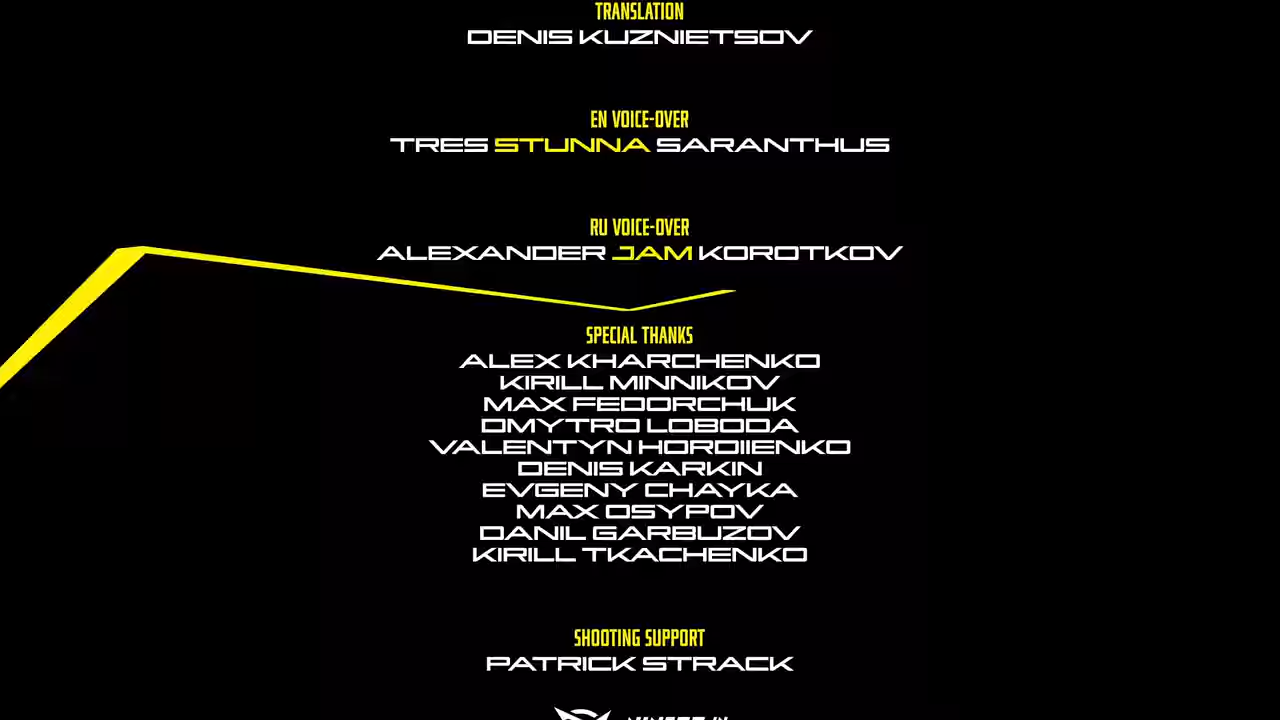 TRANSLATION
DENIS KUZNIETSOV
EN VOICE-OVER
TRES STUNNA SARANTHUS
RU VOICE-OVER
ALEXANDER JAM KOROTKOV
SPECIAL THANKS
ALEX KHARCHENKO
KIRILL MINNIKOV
MAX FEDORCHUK
DMYTRO LOBODA
VALENTYN HORDIIENKO
DENIS KARKIN
EVGENY CHAYKA
MAX OSYPOV
DANIL GARBUZOV
KIRILL TKACHENKO
SHOOTING SUPPORT
PATRICK STRACK